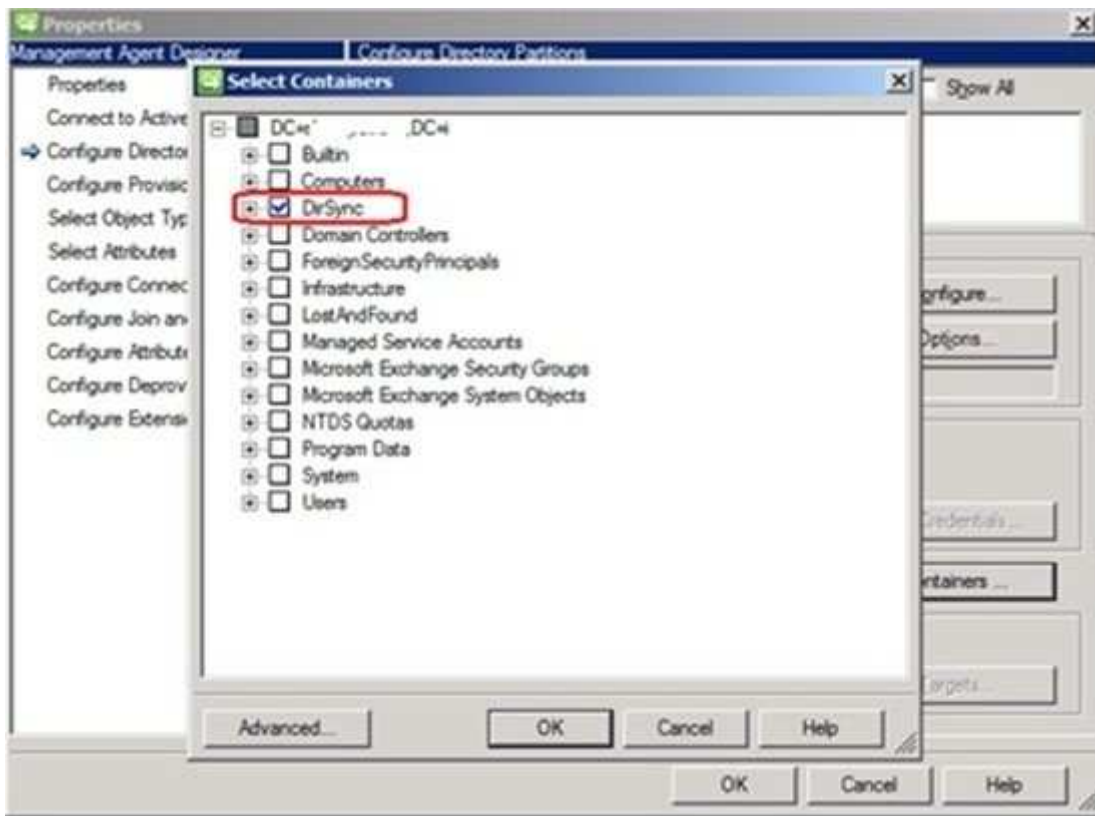 Properties
Management Agent Designer
Configure Directory Partitions
Properties
Connect to Active
Configure Director
Configure Provisic
Select Object Typ
Select Attributes
Configure Connec
Configure Join an
Configure Attribute
Configure Deprov
Configure Extensi
Select Containers
Builtin
Computers
DirSync
Domain Controllers
ForeignSecurityPrincipals
Infrastructure
LostAndFound
Managed Service Accounts
Microsoft Exchange Security Groups
Microsoft Exchange System Objects
NTDS Quotas
Program Data
System
Users
Advanced...
OK
Cancel
Help
Show All
onfigure...
Options...
Credentials ...
ontainers ...
argets...
OK
Cancel
Help